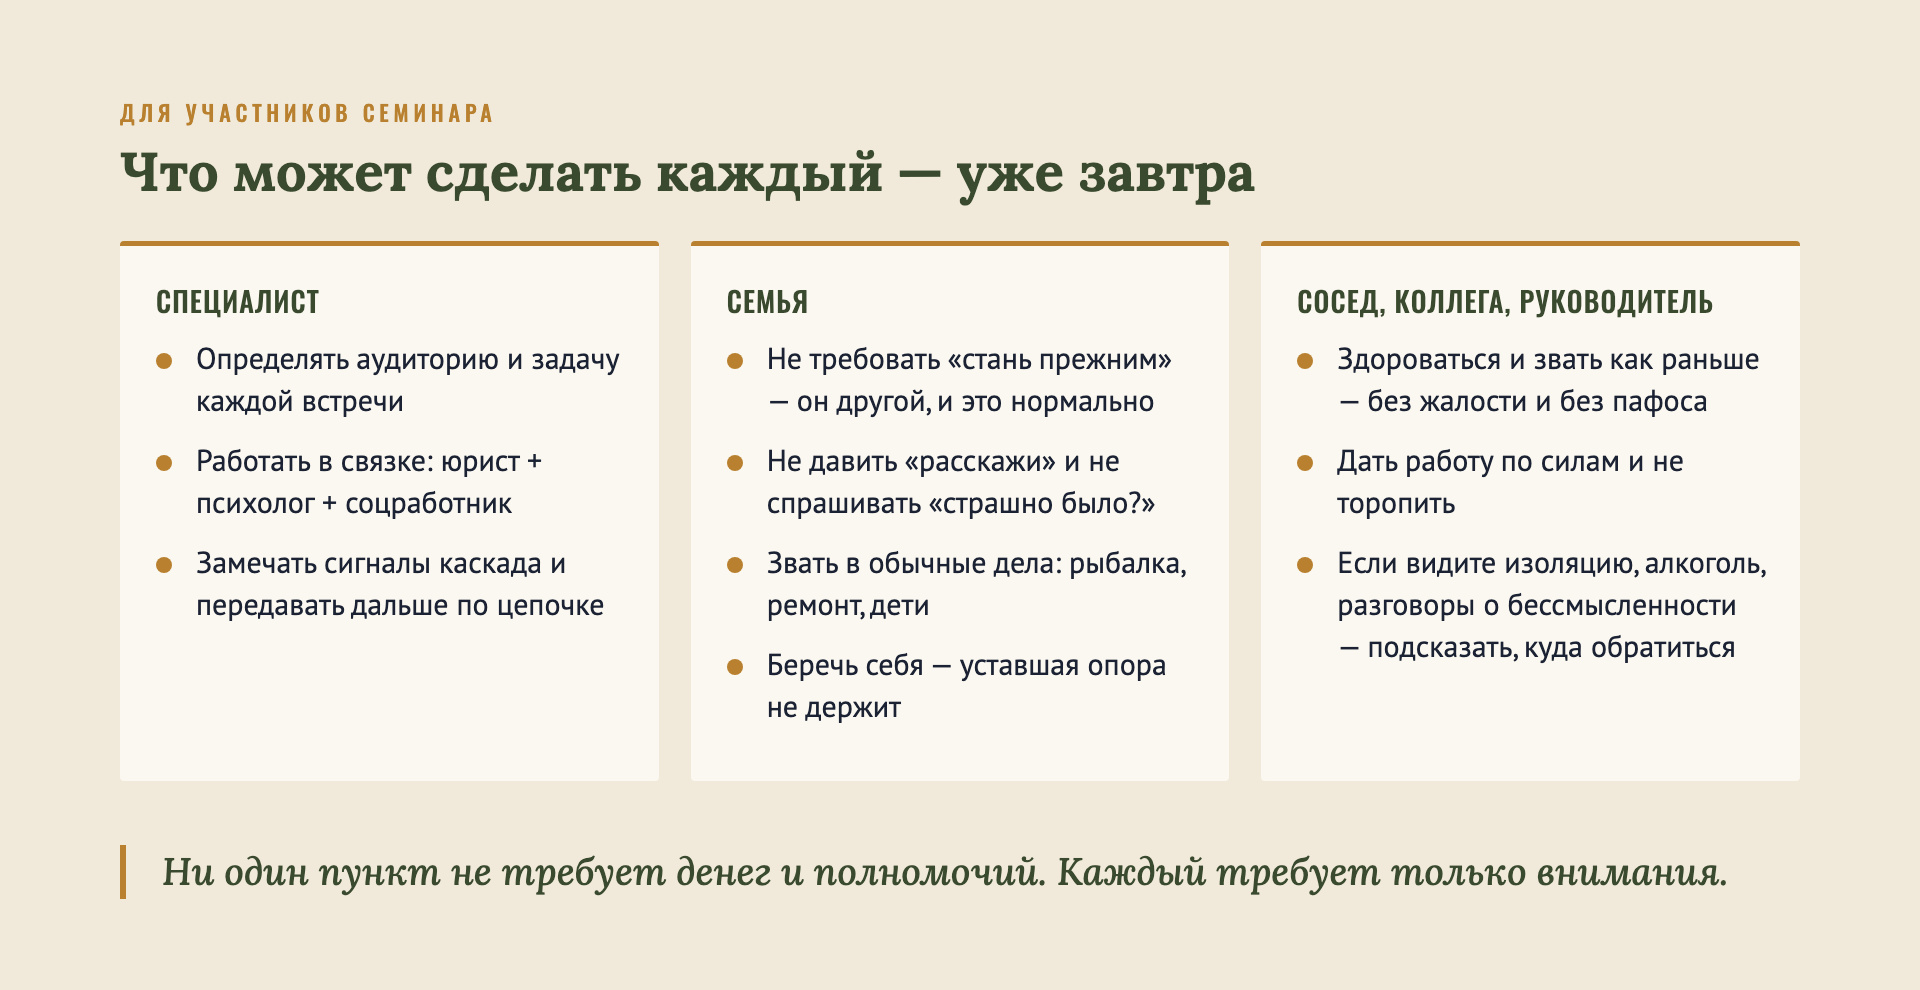 ДЛЯ УЧАСТНИКОВ СЕМИНАРА
Что может сделать каждый — уже завтра
СПЕЦИАЛИСТ
Определять аудиторию и задачу
каждой встречи
Работать в связке: юрист +
психолог + соцработник
Замечать сигналы каскада и
передавать дальше по цепочке
СЕМЬЯ
Не требовать «стань прежним»
— он другой, и это нормально
Не давить «расскажи» и не
спрашивать «страшно было?»
Звать в обычные дела: рыбалка,
ремонт, дети
Беречь себя — уставшая опора
не держит
СОСЕД, КОЛЛЕГА, РУКОВОДИТЕЛЬ
Здороваться и звать как раньше
— без жалости и без пафоса
Дать работу по силам и не
торопить
Если видите изоляцию, алкоголь,
разговоры о бессмысленности
— подсказать, куда обратиться
Ни один пункт не требует денег и полномочий. Каждый требует только внимания.